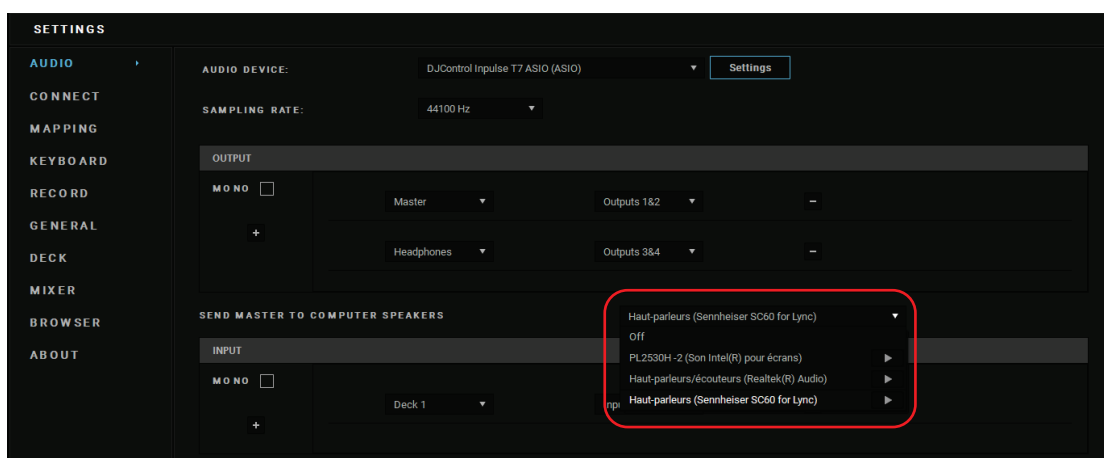 SETTINGS
AUDIO
CONNECT
MAPPING
KEYBOARD
RECORD
GENERAL
DECK
MIXER
BROWSER
ABOUT
AUDIO DEVICE: DJControl Inpulse T7 ASIO (ASIO) Settings
SAMPLING RATE: 44100 Hz
OUTPUT
MONO
+
Master Outputs 1&2 –
Headphones Outputs 3&4 –
SEND MASTER TO COMPUTER SPEAKERS Haut-parleurs (Sennheiser SC60 for Lync)
Off
PL2530H -2 (Son Intel(R) pour écrans)
Haut-parleurs/écouteurs (Realtek(R) Audio)
Haut-parleurs (Sennheiser SC60 for Lync)
INPUT
MONO
+
Deck 1